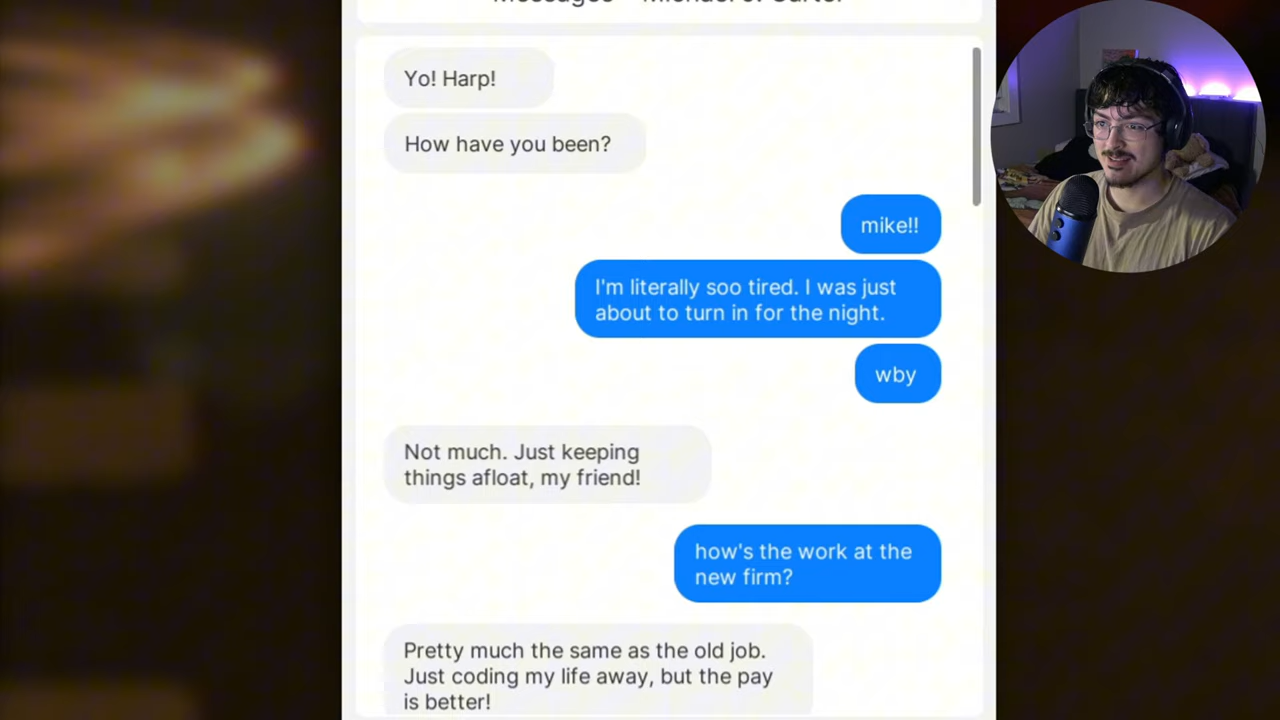 Yo! Harp!
How have you been?
mike!!
I'm literally soo tired. I was just
about to turn in for the night.
wby
Not much. Just keeping
things afloat, my friend!
how's the work at the
new firm?
Pretty much the same as the old job.
Just coding my life away, but the pay
is better!